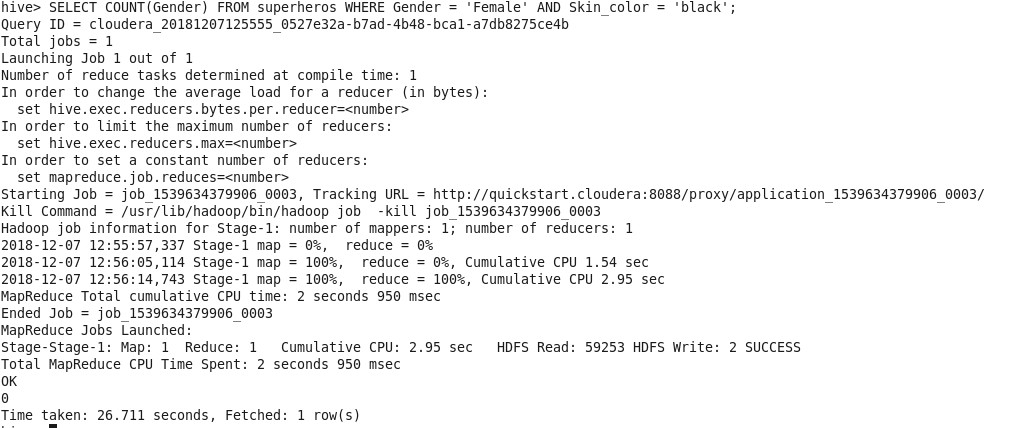 hive> SELECT COUNT(Gender) FROM superheros WHERE Gender = 'Female' AND Skin_color = 'black';
Query ID = cloudera_20181207125555_0527e32a-b7ad-4b48-bca1-a7db8275ce4b
Total jobs = 1
Launching Job 1 out of 1
Number of reduce tasks determined at compile time: 1
In order to change the average load for a reducer (in bytes):
  set hive.exec.reducers.bytes.per.reducer=<number>
In order to limit the maximum number of reducers:
  set hive.exec.reducers.max=<number>
In order to set a constant number of reducers:
  set mapreduce.job.reduces=<number>
Starting Job = job_1539634379906_0003, Tracking URL = http://quickstart.cloudera:8088/proxy/application_1539634379906_0003/
Kill Command = /usr/lib/hadoop/bin/hadoop job  -kill job_1539634379906_0003
Hadoop job information for Stage-1: number of mappers: 1; number of reducers: 1
2018-12-07 12:55:57,337 Stage-1 map = 0%,  reduce = 0%
2018-12-07 12:56:05,114 Stage-1 map = 100%,  reduce = 0%, Cumulative CPU 1.54 sec
2018-12-07 12:56:14,743 Stage-1 map = 100%,  reduce = 100%, Cumulative CPU 2.95 sec
MapReduce Total cumulative CPU time: 2 seconds 950 msec
Ended Job = job_1539634379906_0003
MapReduce Jobs Launched:
Stage-Stage-1: Map: 1  Reduce: 1   Cumulative CPU: 2.95 sec   HDFS Read: 59253 HDFS Write: 2 SUCCESS
Total MapReduce CPU Time Spent: 2 seconds 950 msec
OK
0
Time taken: 26.711 seconds, Fetched: 1 row(s)